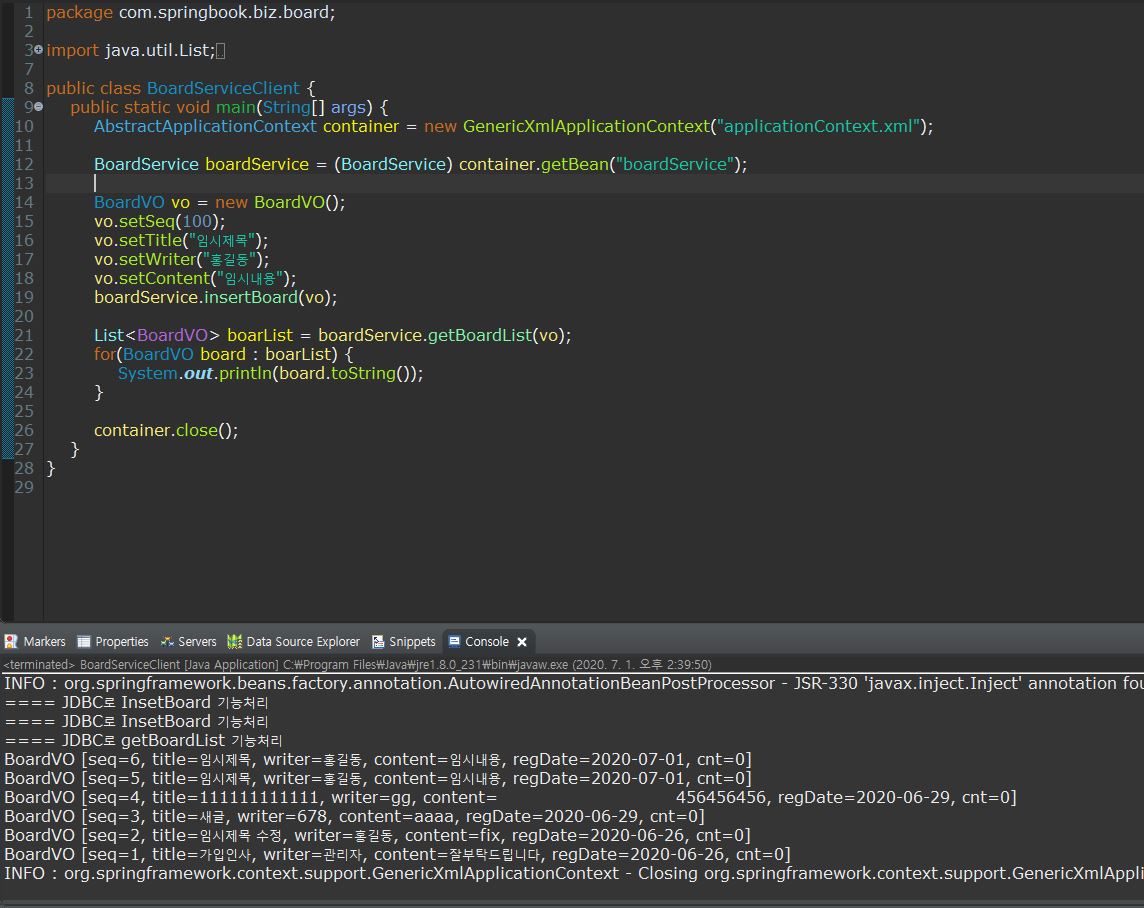 1 package com.springbook.biz.board;
2
3 import java.util.List;
7
8 public class BoardServiceClient {
9 public static void main(String[] args) {
10 AbstractApplicationContext container = new GenericXmlApplicationContext("applicationContext.xml");
11
12 BoardService boardService = (BoardService) container.getBean("boardService");
13
14 BoardVO vo = new BoardVO();
15 vo.setSeq(100);
16 vo.setTitle("임시제목");
17 vo.setWriter("홍길동");
18 vo.setContent("임시내용");
19 boardService.insertBoard(vo);
20
21 List<BoardVO> boarList = boardService.getBoardList(vo);
22 for(BoardVO board : boarList) {
23 System.out.println(board.toString());
24 }
25
26 container.close();
27 }
28 }
29
Markers Properties Servers Data Source Explorer Snippets Console
<terminated> BoardServiceClient [Java Application] C:₩Program Files₩Java₩jre1.8.0_231₩bin₩javaw.exe (2020. 7. 1. 오후 2:39:50)
INFO : org.springframework.beans.factory.annotation.AutowiredAnnotationBeanPostProcessor - JSR-330 'javax.inject.Inject' annotation fou
==== JDBC로 InsetBoard 기능처리
==== JDBC로 InsetBoard 기능처리
==== JDBC로 getBoardList 기능처리
BoardVO [seq=6, title=임시제목, writer=홍길동, content=임시내용, regDate=2020-07-01, cnt=0]
BoardVO [seq=5, title=임시제목, writer=홍길동, content=임시내용, regDate=2020-07-01, cnt=0]
BoardVO [seq=4, title=111111111111, writer=gg, content= 456456456, regDate=2020-06-29, cnt=0]
BoardVO [seq=3, title=새글, writer=678, content=aaaa, regDate=2020-06-29, cnt=0]
BoardVO [seq=2, title=임시제목 수정, writer=홍길동, content=fix, regDate=2020-06-26, cnt=0]
BoardVO [seq=1, title=가입인사, writer=관리자, content=잘부탁드립니다, regDate=2020-06-26, cnt=0]
INFO : org.springframework.context.support.GenericXmlApplicationContext - Closing org.springframework.context.support.GenericXmlAppli